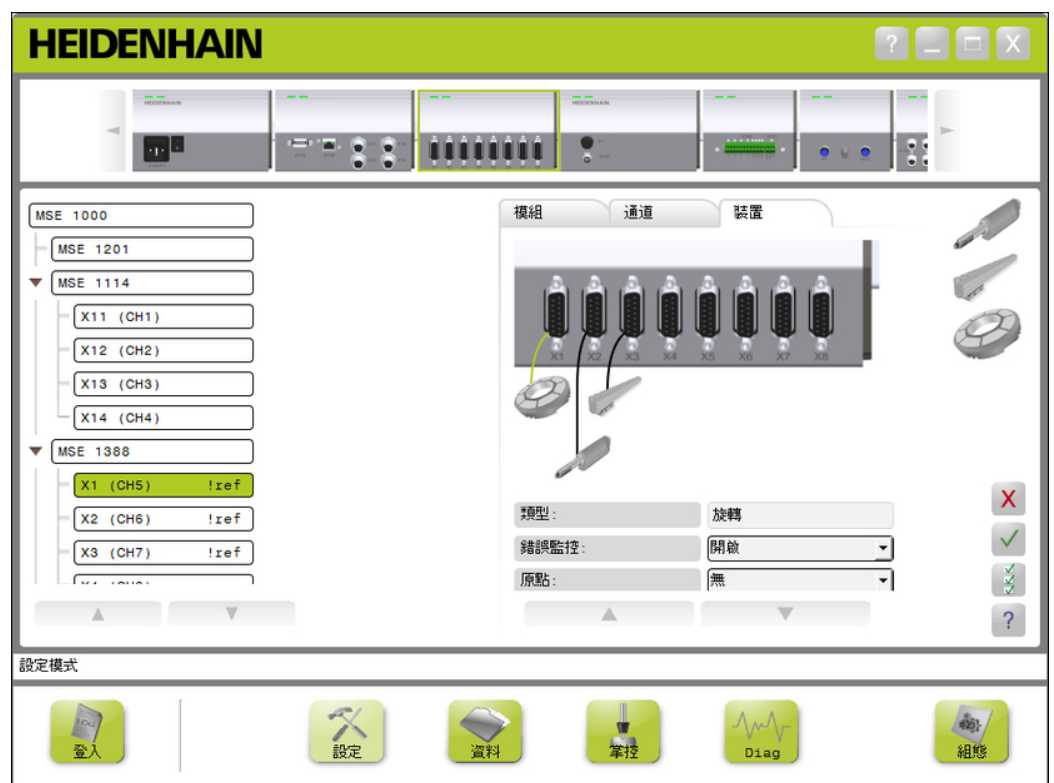 HEIDENHAIN
?
X
HEIDENHAIN
HEIDENHAIN
MSE 1000
MSE 1201
MSE 1114
X11 (CH1)
X12 (CH2)
X13 (CH3)
X14 (CH4)
MSE 1388
X1 (CH5) !ref
X2 (CH6) !ref
X3 (CH7) !ref
模組
通道
裝置
X1
X2
X3
X4
X5
X6
X7
X8
類型:
旋轉
錯誤監控:
開啟
原點:
無
X
?
設定模式
LOG
登入
設定
資料
掌控
Diag
組態